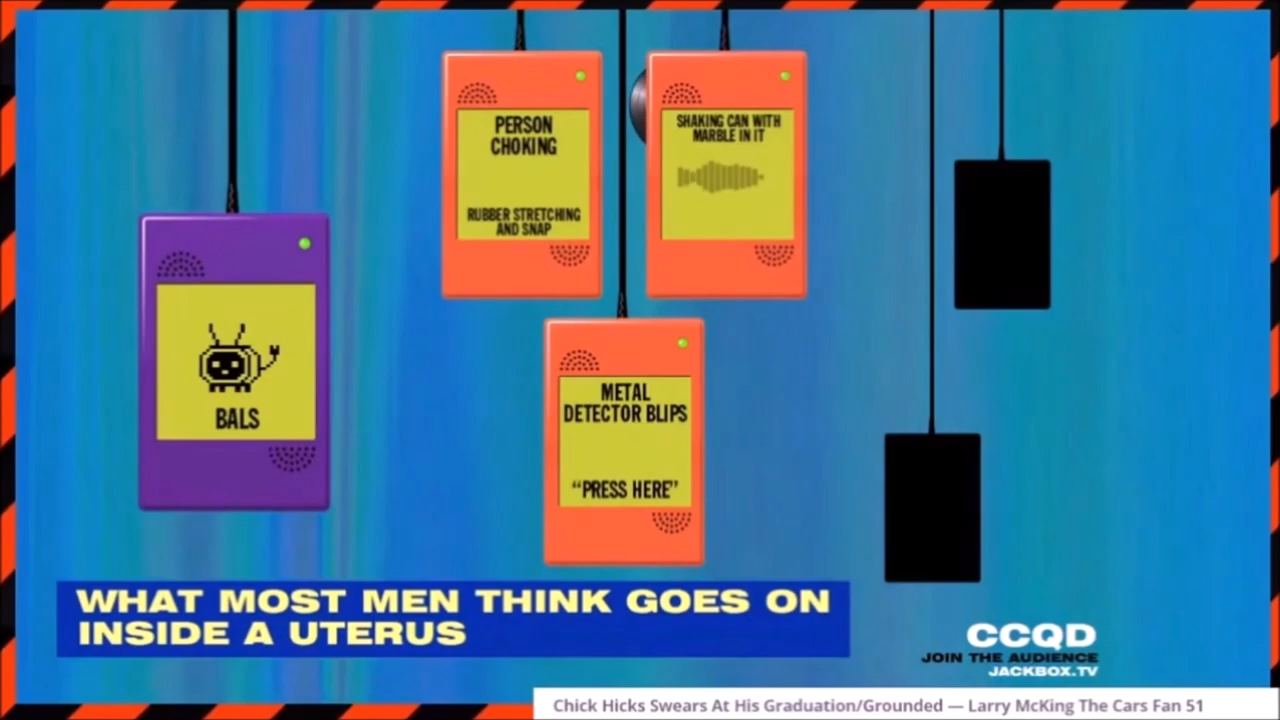 PERSON
CHOKING
RUBBER STRETCHING
AND SNAP
SHAKING CAN WITH
MARBLE IN IT
BALS
METAL
DETECTOR BLIPS
“PRESS HERE”
WHAT MOST MEN THINK GOES ON
INSIDE A UTERUS
CCQD
JOIN THE AUDIENCE
JACKBOX.TV
Chick Hicks Swears At His Graduation/Grounded — Larry McKing The Cars Fan 51